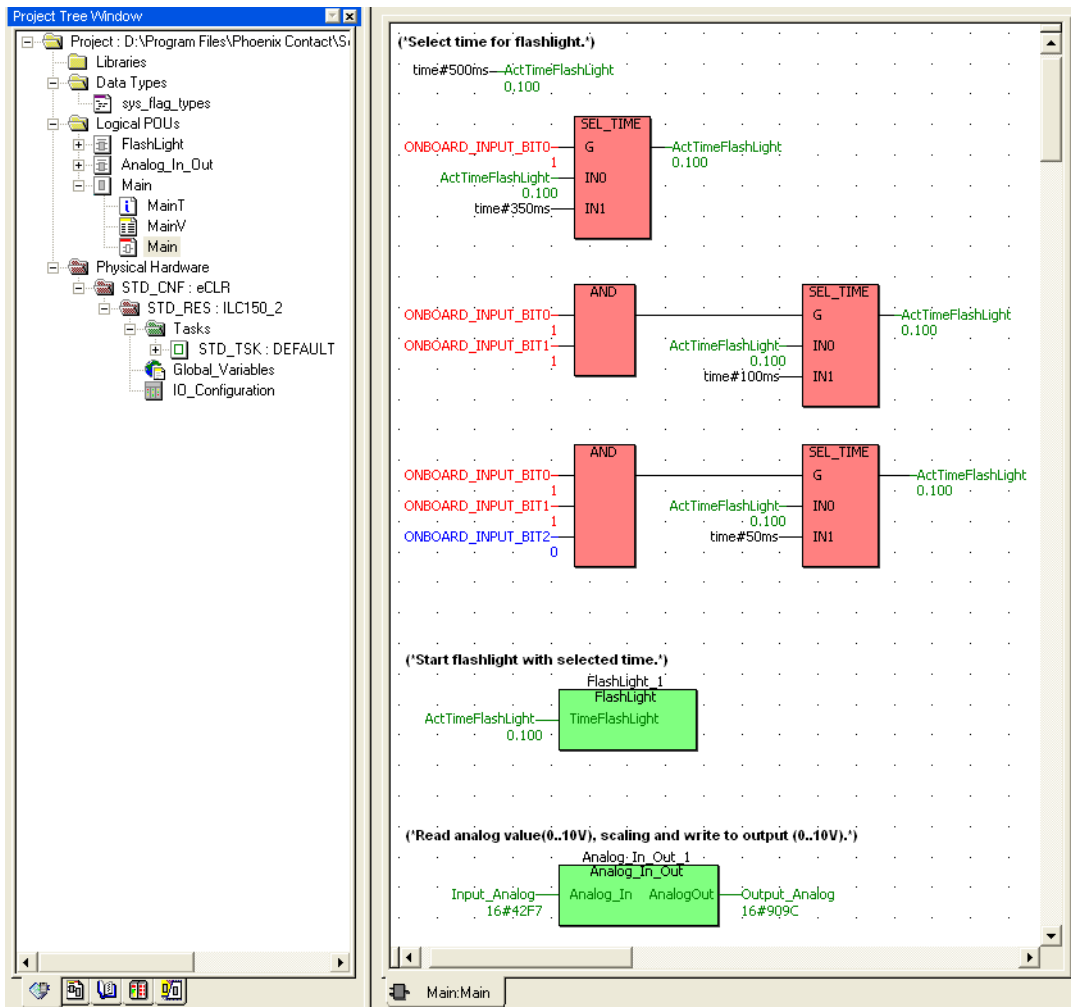 Project Tree Window
Project : D:\Program Files\Phoenix Contact\S
Libraries
Data Types
sys_flag_types
Logical POUs
FlashLight
Analog_In_Out
Main
MainT
MainV
Main
Physical Hardware
STD_CNF : eCLR
STD_RES : ILC150_2
Tasks
STD_TSK : DEFAULT
Global_Variables
IO_Configuration
(*Select time for flashlight.*)
time#500ms ActTimeFlashLight
0.100
SEL_TIME
ONBOARD_INPUT_BIT0 G ActTimeFlashLight
1 0.100
ActTimeFlashLight IN0
0.100
time#350ms IN1
AND SEL_TIME
ONBOARD_INPUT_BIT0 G ActTimeFlashLight
1 0.100
ONBOARD_INPUT_BIT1 ActTimeFlashLight IN0
1 0.100
time#100ms IN1
AND SEL_TIME
ONBOARD_INPUT_BIT0 G ActTimeFlashLight
1 0.100
ONBOARD_INPUT_BIT1 ActTimeFlashLight IN0
1 0.100
ONBOARD_INPUT_BIT2 time#50ms IN1
0
(*Start flashlight with selected time.*)
FlashLight_1
FlashLight
ActTimeFlashLight TimeFlashLight
0.100
(*Read analog value(0..10V), scaling and write to output (0..10V).*)
Analog_In_Out_1
Analog_In_Out
Input_Analog Analog_In AnalogOut Output_Analog
16#42F7 16#909C
Main:Main